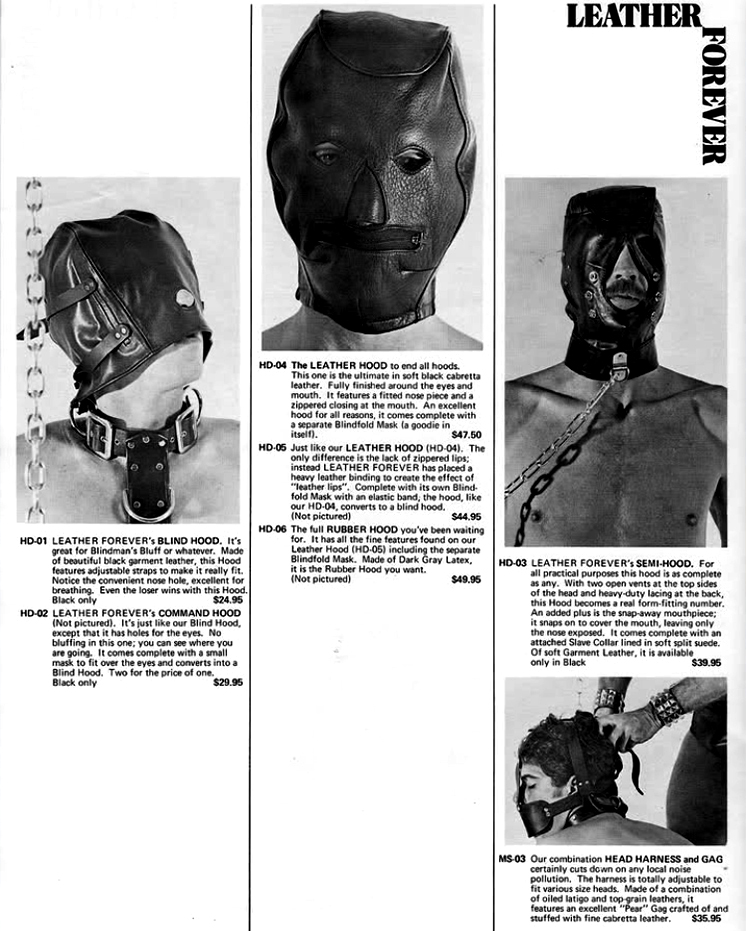 LEATHER
FOREVER
HD-01 LEATHER FOREVER's BLIND HOOD. It's
great for Blindman's Bluff or whatever. Made
of beautiful black garment leather, this Hood
features adjustable straps to make it really fit.
Notice the convenient nose hole, excellent for
breathing. Even the loser wins with this Hood.
Black only $24.95
HD-02 LEATHER FOREVER's COMMAND HOOD
(Not pictured). It's just like our Blind Hood,
except that it has holes for the eyes. No
bluffing in this one; you can see where you
are going. It comes complete with a small
mask to fit over the eyes and converts into a
Blind Hood. Two for the price of one.
Black only $29.95
HD-04 The LEATHER HOOD to end all hoods.
This one is the ultimate in soft black cabretta
leather. Fully finished around the eyes and
mouth. It features a fitted nose piece and a
zippered closing at the mouth. An excellent
hood for all reasons, it comes complete with
a separate Blindfold Mask (a goodie in
itself). $47.50
HD-05 Just like our LEATHER HOOD (HD-04). The
only difference is the lack of zippered lips;
instead LEATHER FOREVER has placed a
heavy leather binding to create the effect of
"leather lips". Complete with its own Blind-
fold Mask with an elastic band, the hood, like
our HD-04, converts to a blind hood.
(Not pictured) $44.95
HD-06 The full RUBBER HOOD you've been waiting
for. It has all the fine features found on our
Leather Hood (HD-05) including the separate
Blindfold Mask. Made of Dark Gray Latex,
it is the Rubber Hood you want.
(Not pictured) $49.95
HD-03 LEATHER FOREVER's SEMI-HOOD. For
all practical purposes this hood is as complete
as any. With two open vents at the top sides
of the head and heavy-duty lacing at the back,
this Hood becomes a real form-fitting number.
An added plus is the snap-away mouthpiece;
it snaps on to cover the mouth, leaving only
the nose exposed. It comes complete with an
attached Slave Collar lined in soft split suede.
Of soft Garment Leather, it is available
only in Black $39.95
MS-03 Our combination HEAD HARNESS and GAG
certainly cuts down on any local noise
pollution. The harness is totally adjustable to
fit various size heads. Made of a combination
of oiled latigo and top-grain leathers, it
features an excellent "Pear" Gag crafted of and
stuffed with fine cabretta leather. $35.95